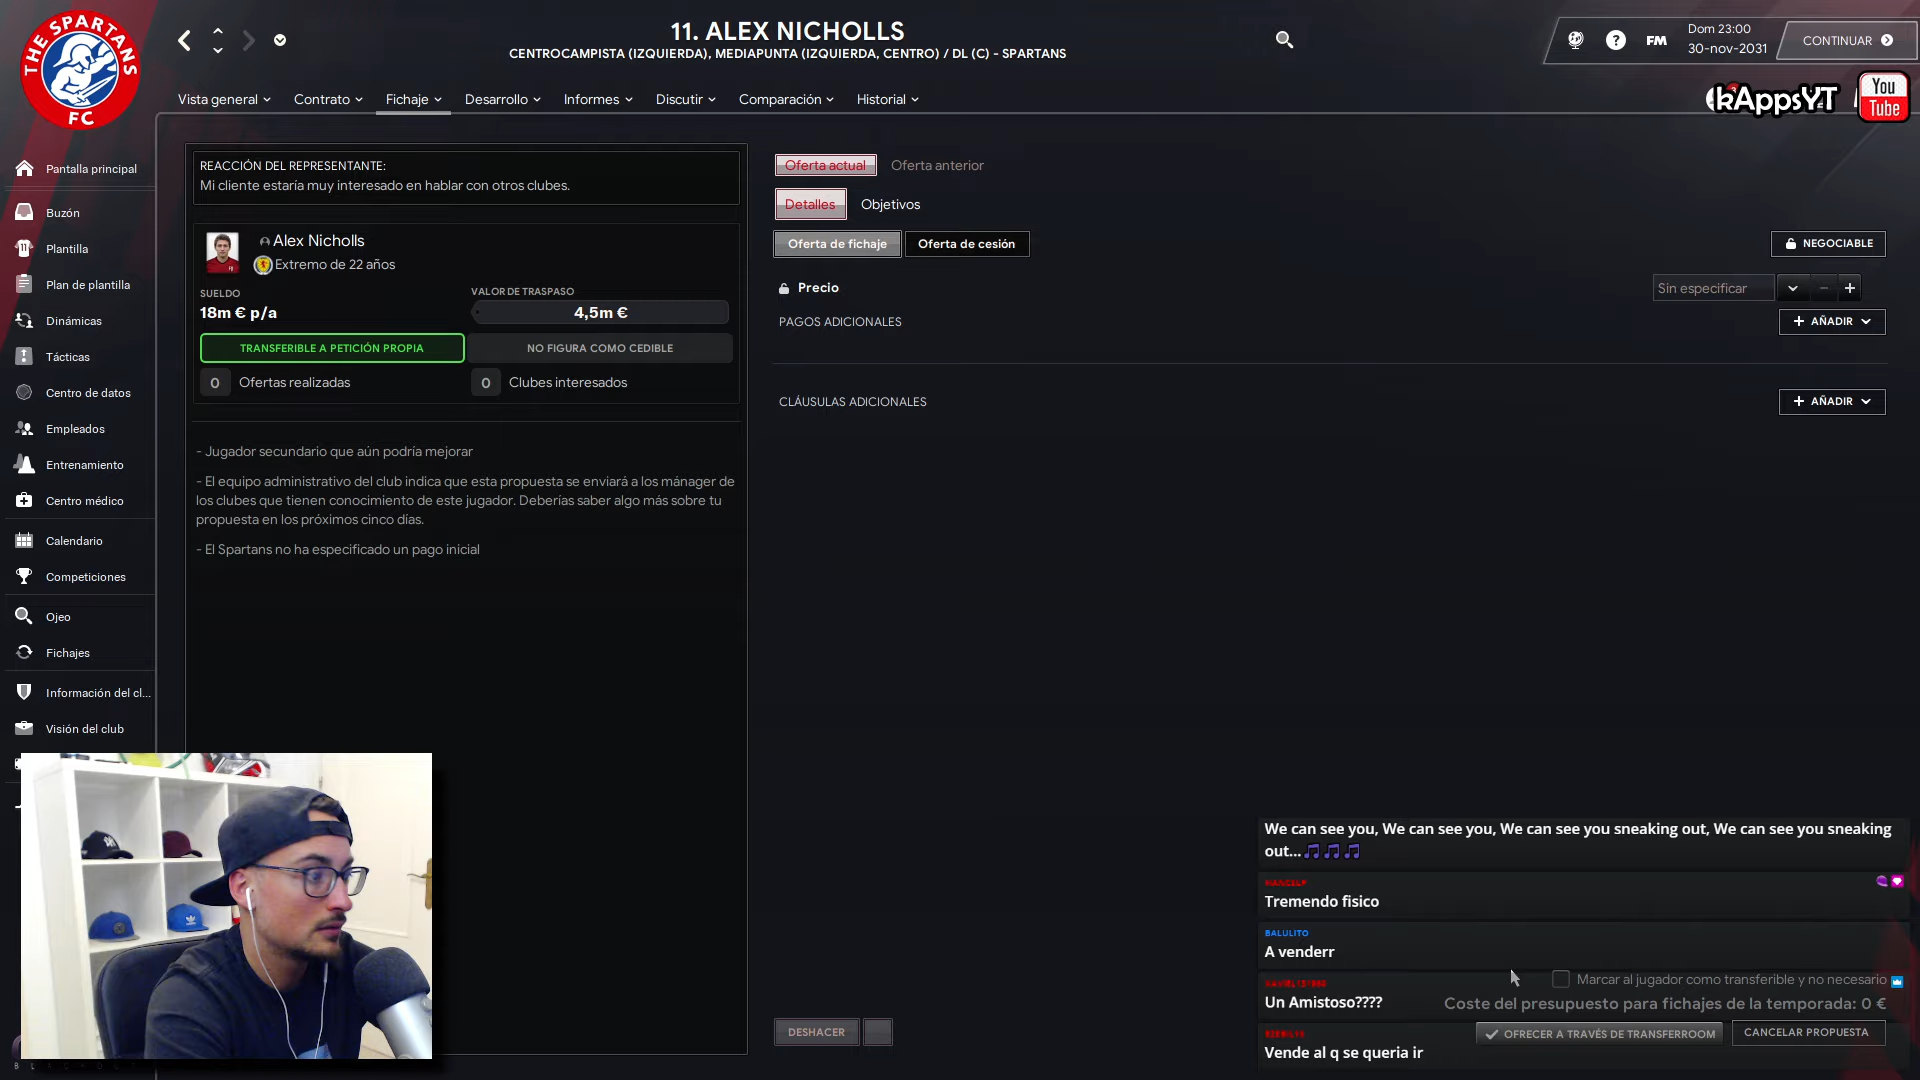 THE SPARTANS
FC
11. ALEX NICHOLLS
CENTROCAMPISTA (IZQUIERDA), MEDIAPUNTA (IZQUIERDA, CENTRO) / DL (C) - SPARTANS
FM
Dom 23:00
30-nov-2031
CONTINUAR
kAppsYT
You
Tube
Vista general
Contrato
Fichaje
Desarrollo
Informes
Discutir
Comparación
Historial
Pantalla principal
Buzón
Plantilla
Plan de plantilla
Dinámicas
Tácticas
Centro de datos
Empleados
Entrenamiento
Centro médico
Calendario
Competiciones
Ojeo
Fichajes
Información del cl...
Visión del club
REACCIÓN DEL REPRESENTANTE:
Mi cliente estaría muy interesado en hablar con otros clubes.
Alex Nicholls
Extremo de 22 años
SUELDO
18m € p/a
VALOR DE TRASPASO
4,5m €
TRANSFERIBLE A PETICIÓN PROPIA
NO FIGURA COMO CEDIBLE
0 Ofertas realizadas
0 Clubes interesados
- Jugador secundario que aún podría mejorar
- El equipo administrativo del club indica que esta propuesta se enviará a los mánager de
los clubes que tienen conocimiento de este jugador. Deberías saber algo más sobre tu
propuesta en los próximos cinco días.
- El Spartans no ha especificado un pago inicial
Oferta actual
Oferta anterior
Detalles
Objetivos
Oferta de fichaje
Oferta de cesión
NEGOCIABLE
Precio
Sin especificar
PAGOS ADICIONALES
AÑADIR
CLÁUSULAS ADICIONALES
AÑADIR
We can see you, We can see you, We can see you sneaking out, We can see you sneaking
out...🎵🎵🎵
Tremendo fisico
BALULITO
A venderr
Marcar al jugador como transferible y no necesario
Un Amistoso????
Coste del presupuesto para fichajes de la temporada: 0 €
DESHACER
OFRECER A TRAVÉS DE TRANSFERROOM
CANCELAR PROPUESTA
Vende al q se queria ir